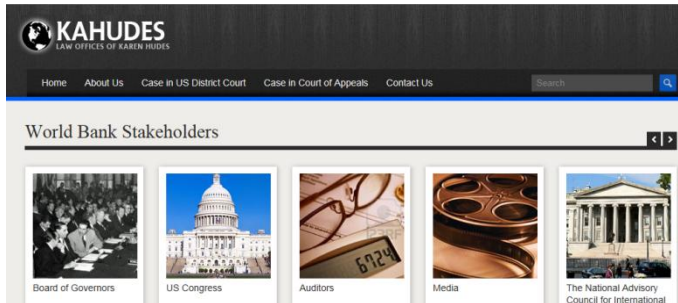 KAHUDES
LAW OFFICES OF KAREN HUDES
Home About Us Case in US District Court Case in Court of Appeals Contact Us Search
World Bank Stakeholders
6724
Board of Governors US Congress Auditors Media The National Advisory
Council for International